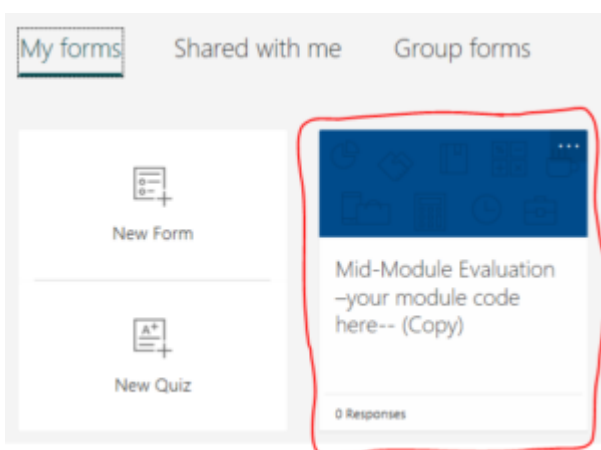 My forms Shared with me Group forms
New Form
New Quiz
Mid-Module Evaluation
–your module code
here-- (Copy)
0 Responses